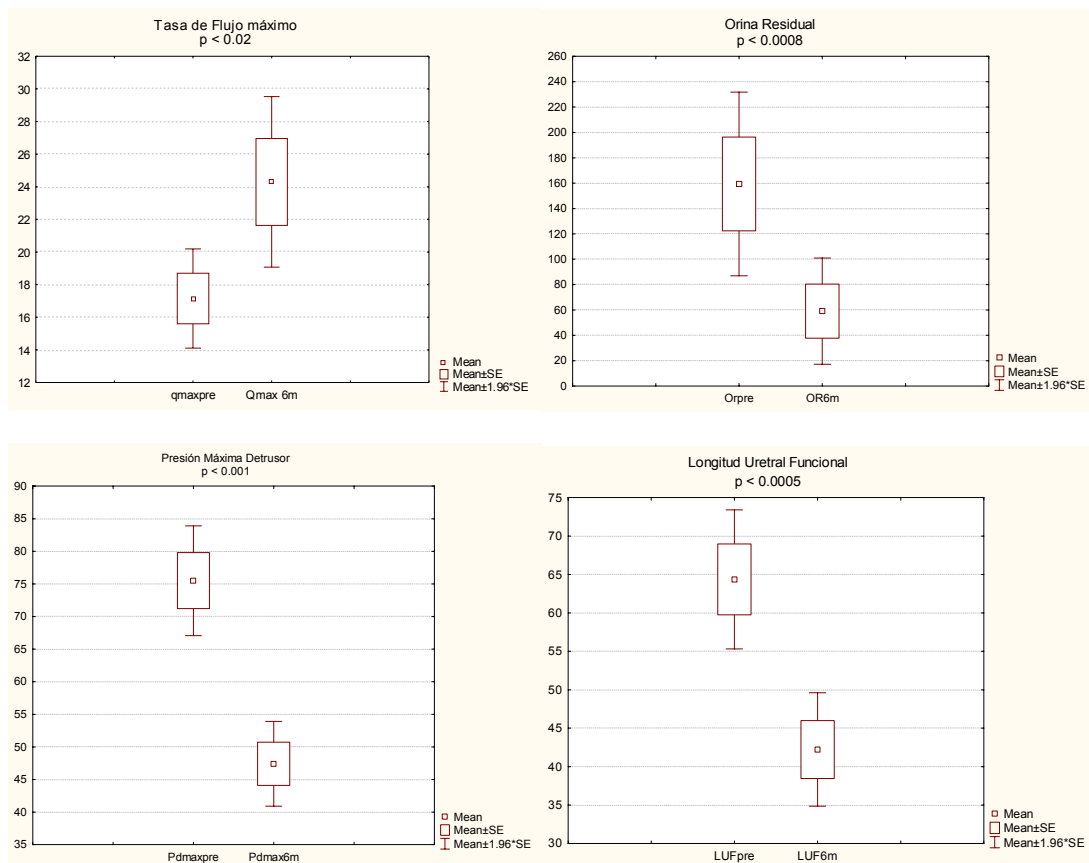 Tasa de Flujo máximo
p < 0.02
32
30
28
26
24
22
20
18
16
14
12
qmaxpre Qmax 6m
Mean
Mean±SE
Mean±1.96*SE
Orina Residual
p < 0.0008
260
240
220
200
180
160
140
120
100
80
60
40
20
0
Orpre OR6m
Mean
Mean±SE
Mean±1.96*SE
Presión Máxima Detrusor
p < 0.001
90
85
80
75
70
65
60
55
50
45
40
35
Pdmaxpre Pdmax6m
Mean
Mean±SE
Mean±1.96*SE
Longitud Uretral Funcional
p < 0.0005
75
70
65
60
55
50
45
40
35
30
LUFpre LUF6m
Mean
Mean±SE
Mean±1.96*SE